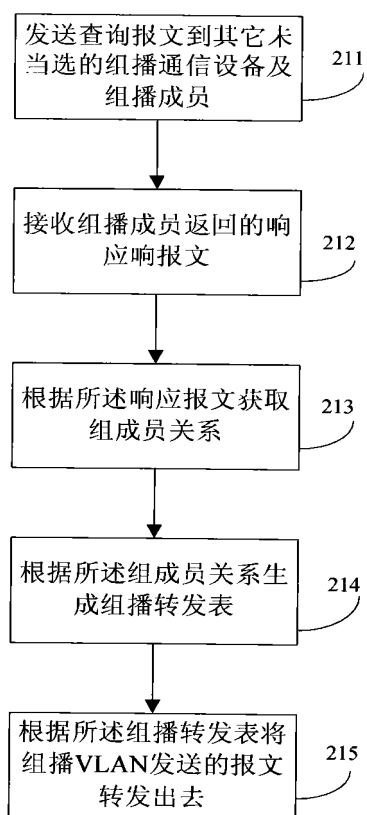 发送查询报文到其它未
当选的组播通信设备及
组播成员
211
接收组播成员返回的响
应响报文
212
根据所述响应报文获取
组成员关系
213
根据所述组成员关系生
成组播转发表
214
根据所述组播转发表将
组播VLAN发送的报文
转发出去
215